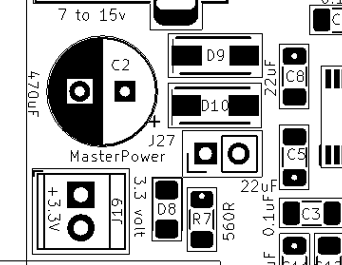 7 to 15v
C2
D9
22uF
C8
470uF
D10
+
J27
MasterPower
C5
22uF
+3.3V
J19
3.3 volt
D8
R7
560R
0.1uF
C3